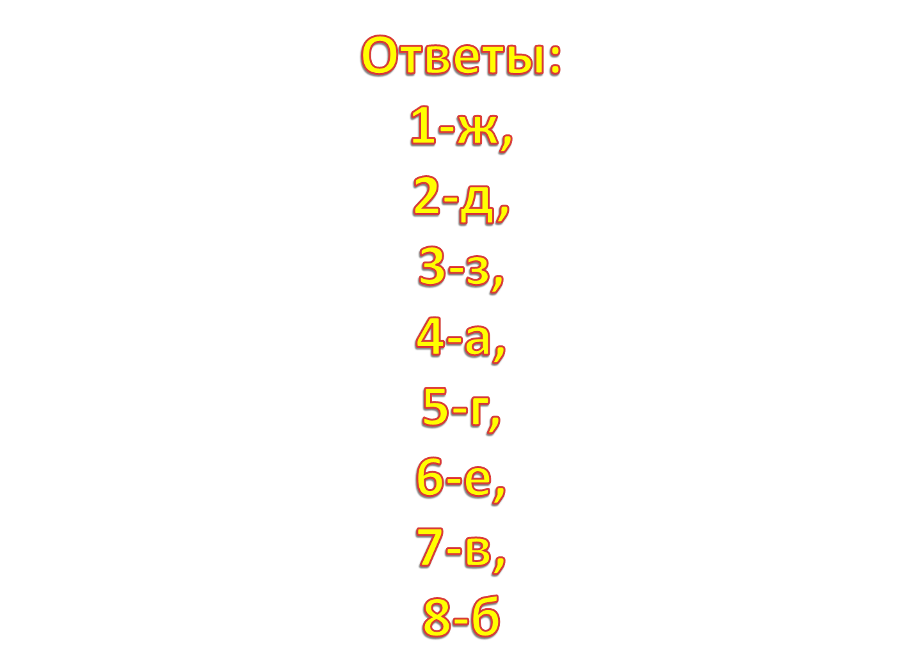 Ответы:
1-ж,
2-д,
3-з,
4-а,
5-г,
6-е,
7-в,
8-б